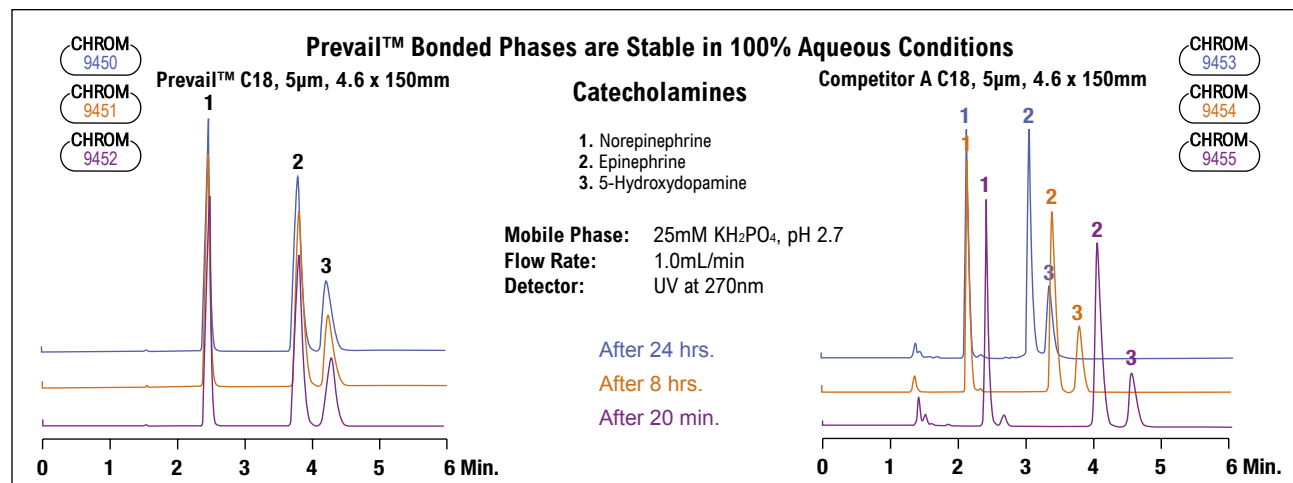 Prevail™ Bonded Phases are Stable in 100% Aqueous Conditions
CHROM
9450
CHROM
9451
CHROM
9452
Prevail™ C18, 5µm, 4.6 x 150mm
1
2
3
0 1 2 3 4 5 6 Min.
Catecholamines
1. Norepinephrine
2. Epinephrine
3. 5-Hydroxydopamine
Mobile Phase: 25mM KH₂PO₄, pH 2.7
Flow Rate: 1.0mL/min
Detector: UV at 270nm
After 24 hrs.
After 8 hrs.
After 20 min.
Competitor A C18, 5µm, 4.6 x 150mm
CHROM
9453
CHROM
9454
CHROM
9455
1 2
1
1 2
2
3
3
3
0 1 2 3 4 5 6 Min.